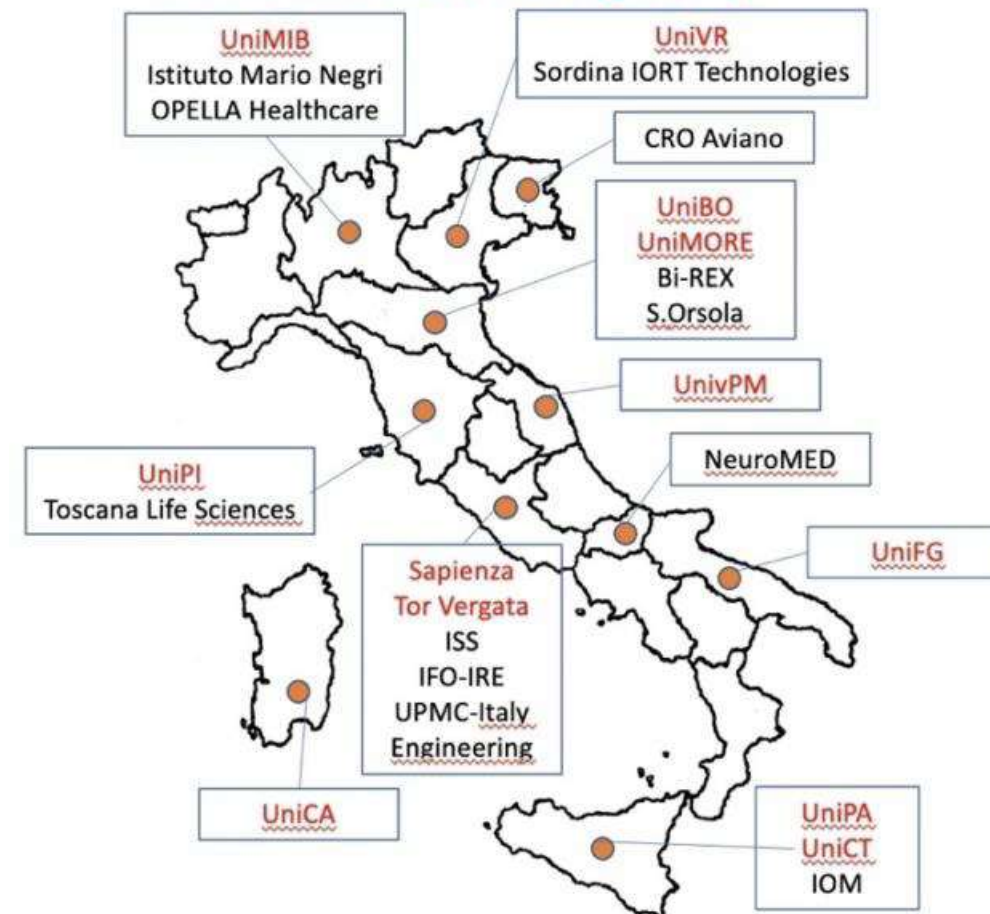 UniMIB
Istituto Mario Negri
OPELLA Healthcare
UniVR
Sordina IORT Technologies
CRO Aviano
UniBO
UniMORE
Bi-REX
S.Orsola
UnivPM
NeuroMED
UniPI
Toscana Life Sciences
UniFG
Sapienza
Tor Vergata
ISS
IFO-IRE
UPMC-Italy
Engineering
UniCA
UniPA
UniCT
IOM